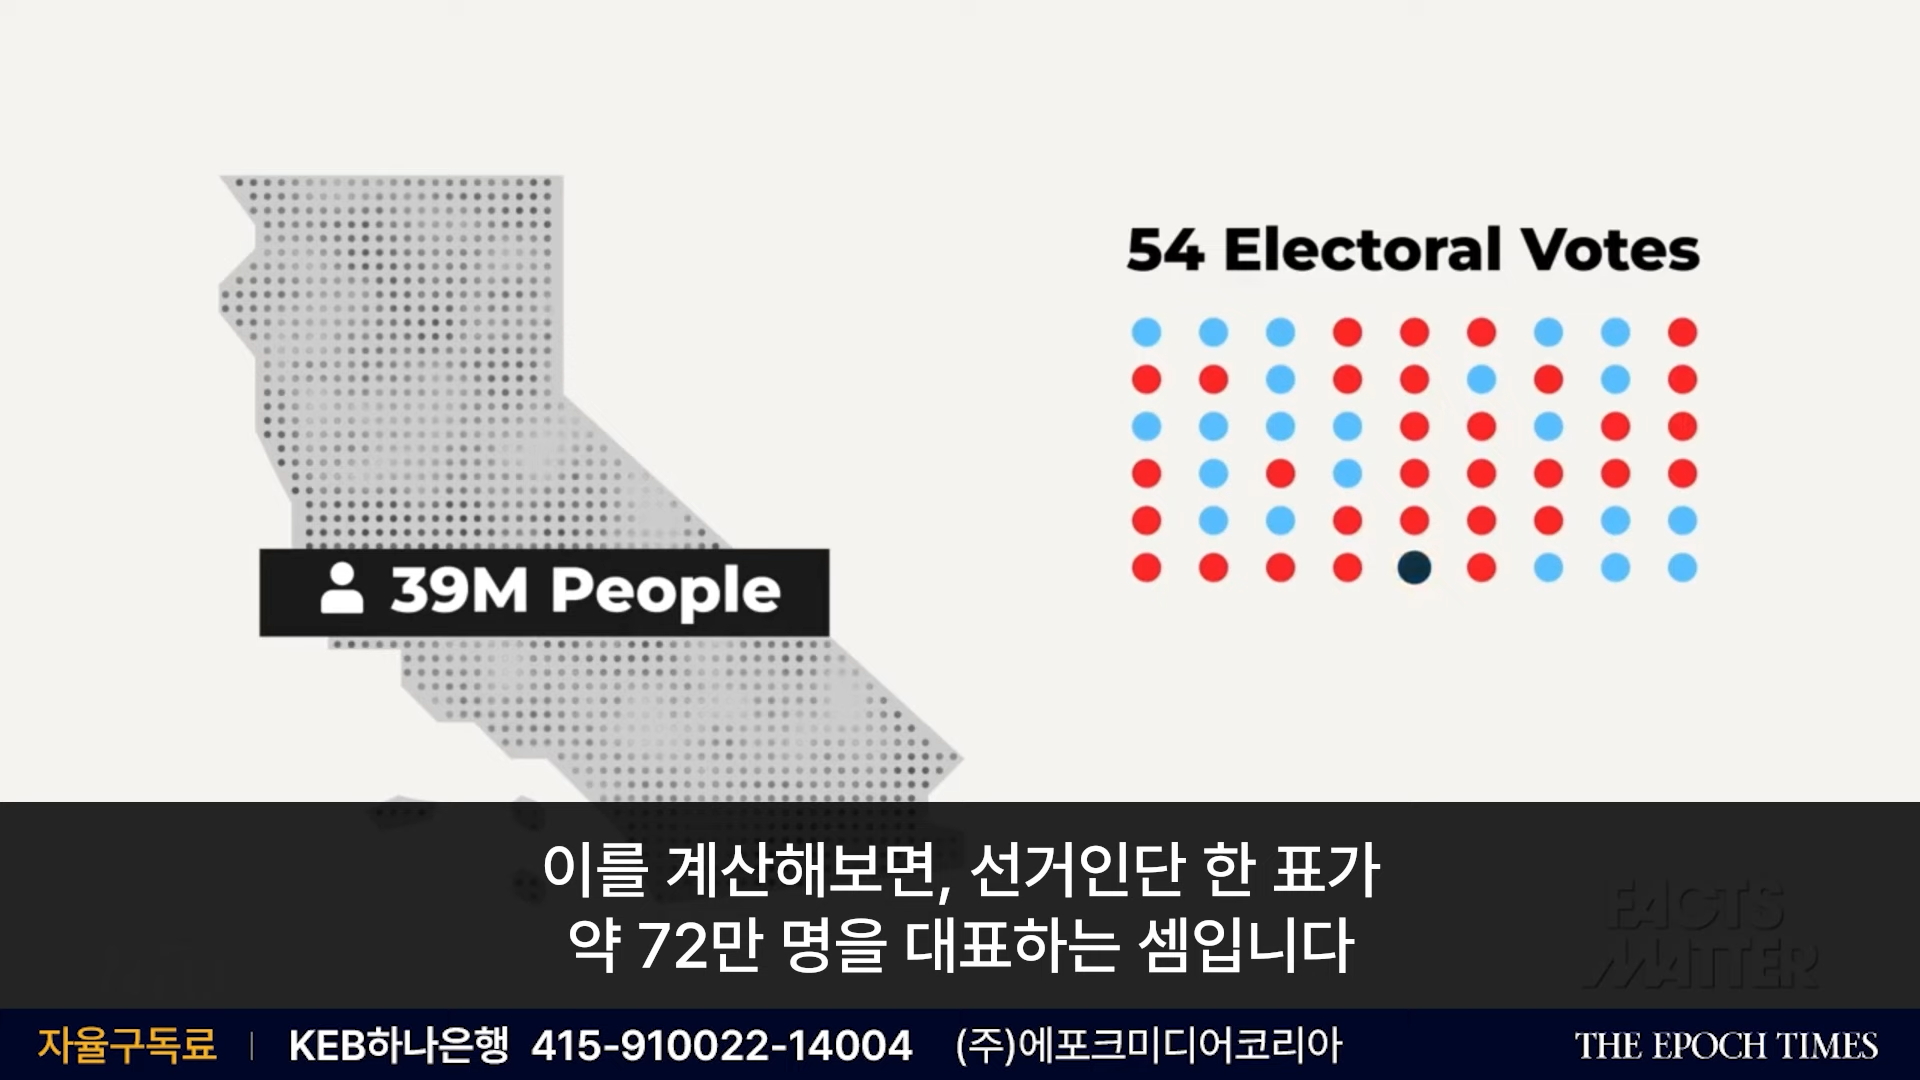 54 Electoral Votes
39M People
이를 계산해보면, 선거인단 한 표가
약 72만 명을 대표하는 셈입니다
FACTS
MATTER
자율구독료 | KEB하나은행 415-910022-14004 (주)에포크미디어코리아 THE EPOCH TIMES